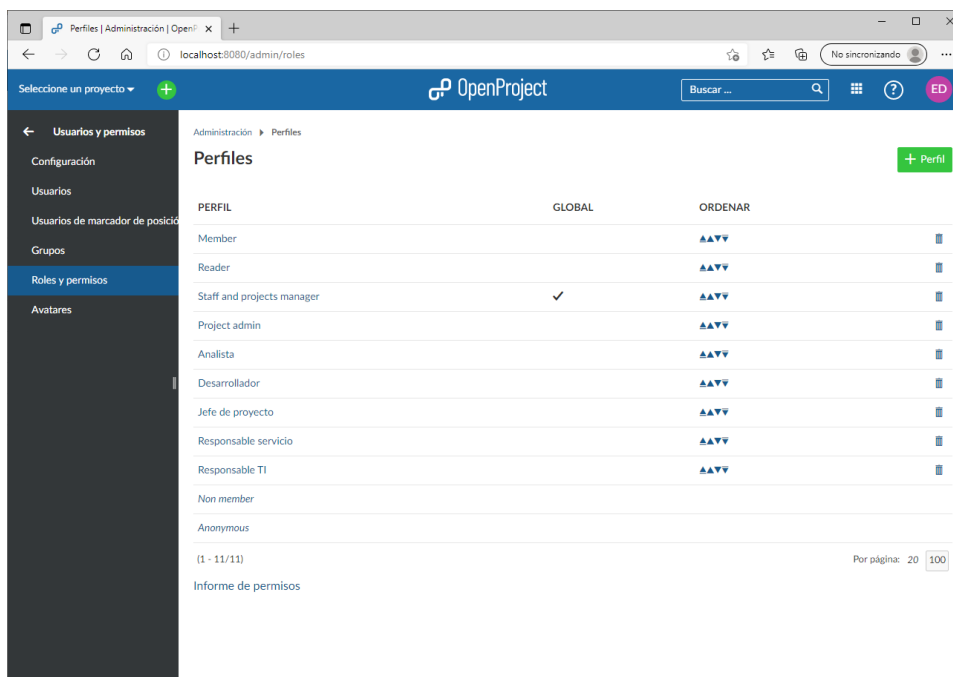 Perfiles | Administración | OpenP
localhost:8080/admin/roles
No sincronizando
Seleccione un proyecto
OpenProject
Buscar ...
?
ED
Usuarios y permisos
Configuración
Usuarios
Usuarios de marcador de posició
Grupos
Roles y permisos
Avatares
Administración Perfiles
Perfiles
+ Perfil
PERFIL GLOBAL ORDENAR
Member
Reader
Staff and projects manager
Project admin
Analista
Desarrollador
Jefe de proyecto
Responsable servicio
Responsable TI
Non member
Anonymous
(1 - 11/11)
Por página: 20 100
Informe de permisos